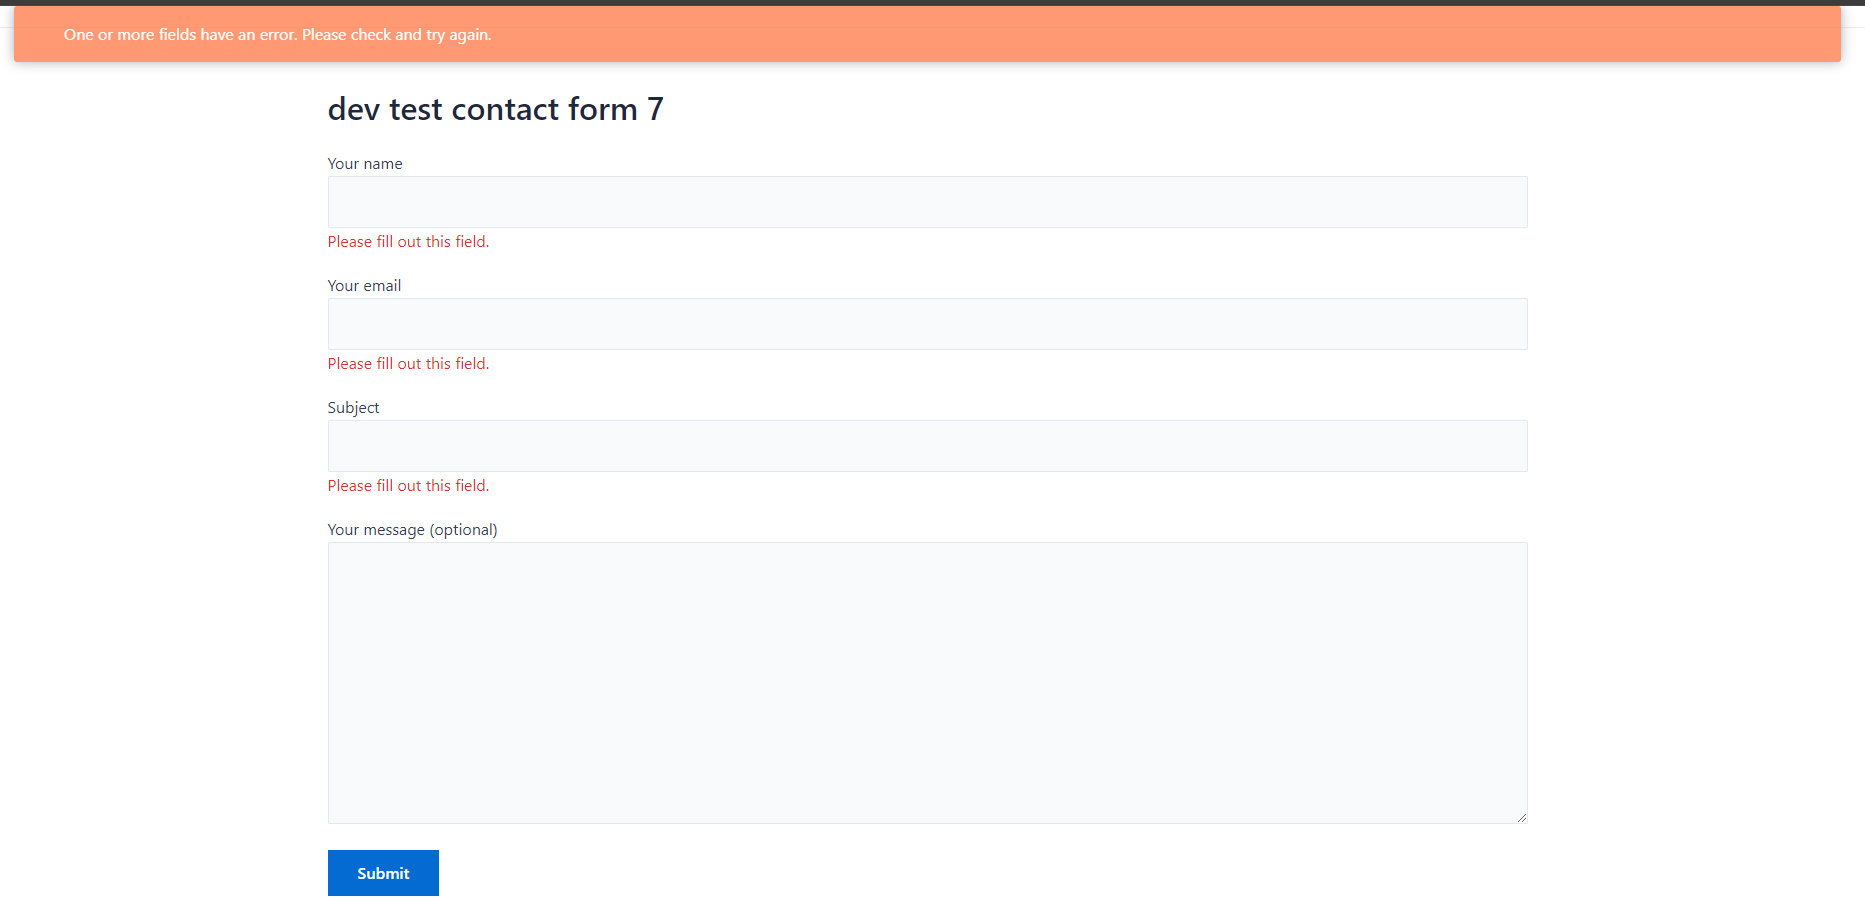 One or more fields have an error. Please check and try again.
dev test contact form 7
Your name
Please fill out this field.
Your email
Please fill out this field.
Subject
Please fill out this field.
Your message (optional)
Submit